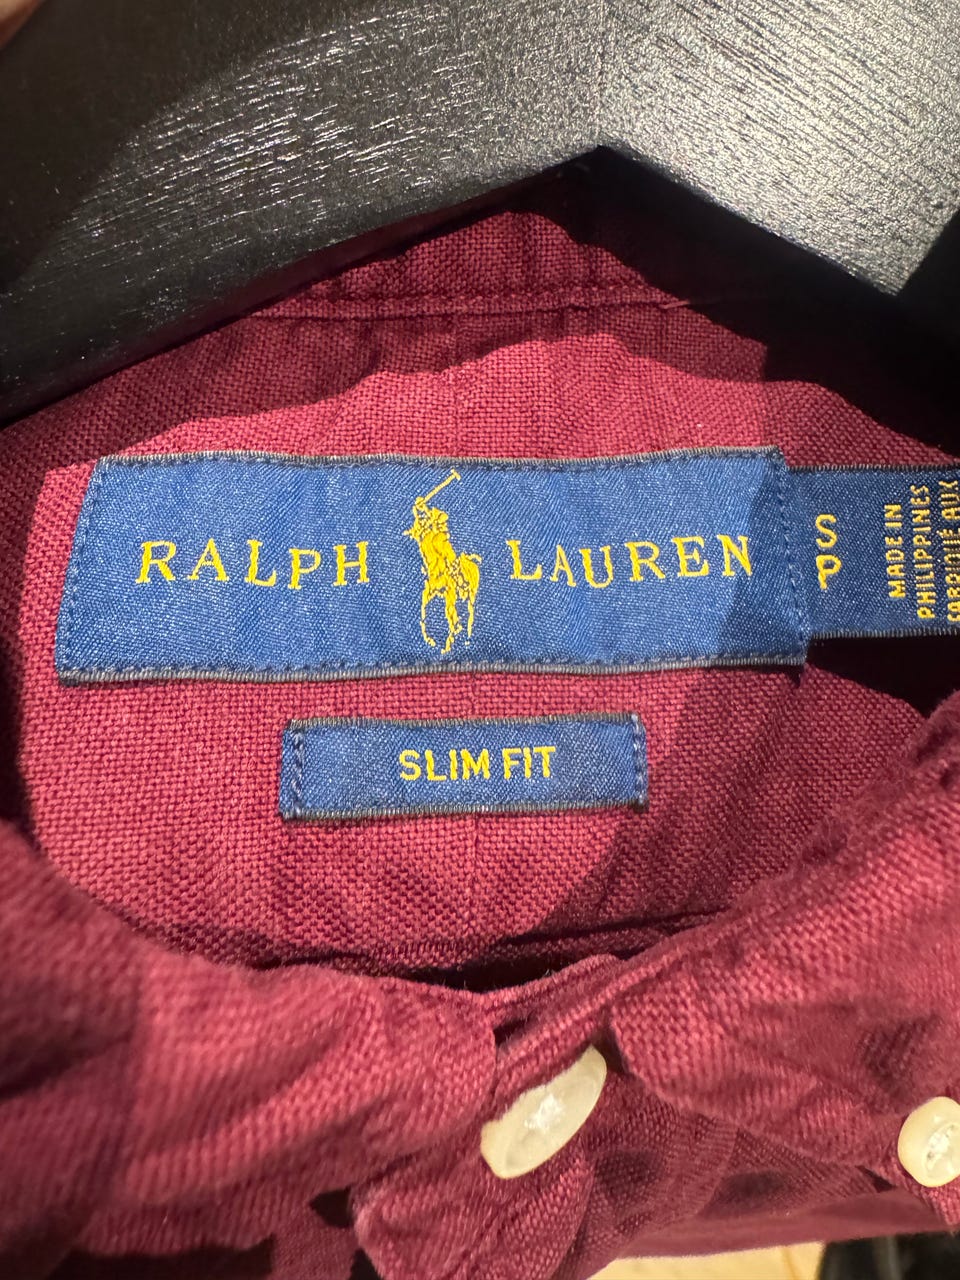 RALPH LAUREN
S
P
MADE IN
PHILIPPINES
SLIM FIT